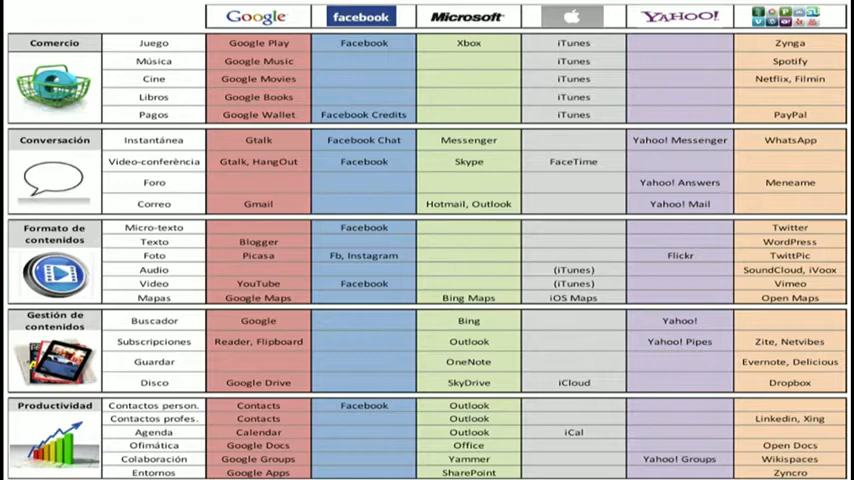 Google facebook Microsoft YAHOO!
Comercio Juego Google Play Facebook Xbox iTunes Zynga
Música Google Music iTunes Spotify
Cine Google Movies iTunes Netflix, Filmin
Libros Google Books iTunes
Pagos Google Wallet Facebook Credits iTunes PayPal
Conversación Instantánea Gtalk Facebook Chat Messenger Yahoo! Messenger WhatsApp
Video-conferència Gtalk, HangOut Facebook Skype FaceTime
Foro Yahoo! Answers Meneame
Correo Gmail Hotmail, Outlook Yahoo! Mail
Formato de contenidos Micro-texto Facebook Twitter
Texto Blogger WordPress
Foto Picasa Fb, Instagram Flickr TwittPic
Audio (iTunes) SoundCloud, iVoox
Video YouTube Facebook (iTunes) Vimeo
Mapas Google Maps Bing Maps iOS Maps Open Maps
Gestión de contenidos Buscador Google Bing Yahoo!
Subscripciones Reader, Flipboard Outlook Yahoo! Pipes Zite, Netvibes
Guardar OneNote Evernote, Delicious
Disco Google Drive SkyDrive iCloud Dropbox
Productividad Contactos person. Contacts Facebook Outlook
Contactos profes. Contacts Outlook Linkedin, Xing
Agenda Calendar Outlook iCal
Ofimática Google Docs Office Open Docs
Colaboración Google Groups Yammer Yahoo! Groups Wikispaces
Entornos Google Apps SharePoint Zyncro